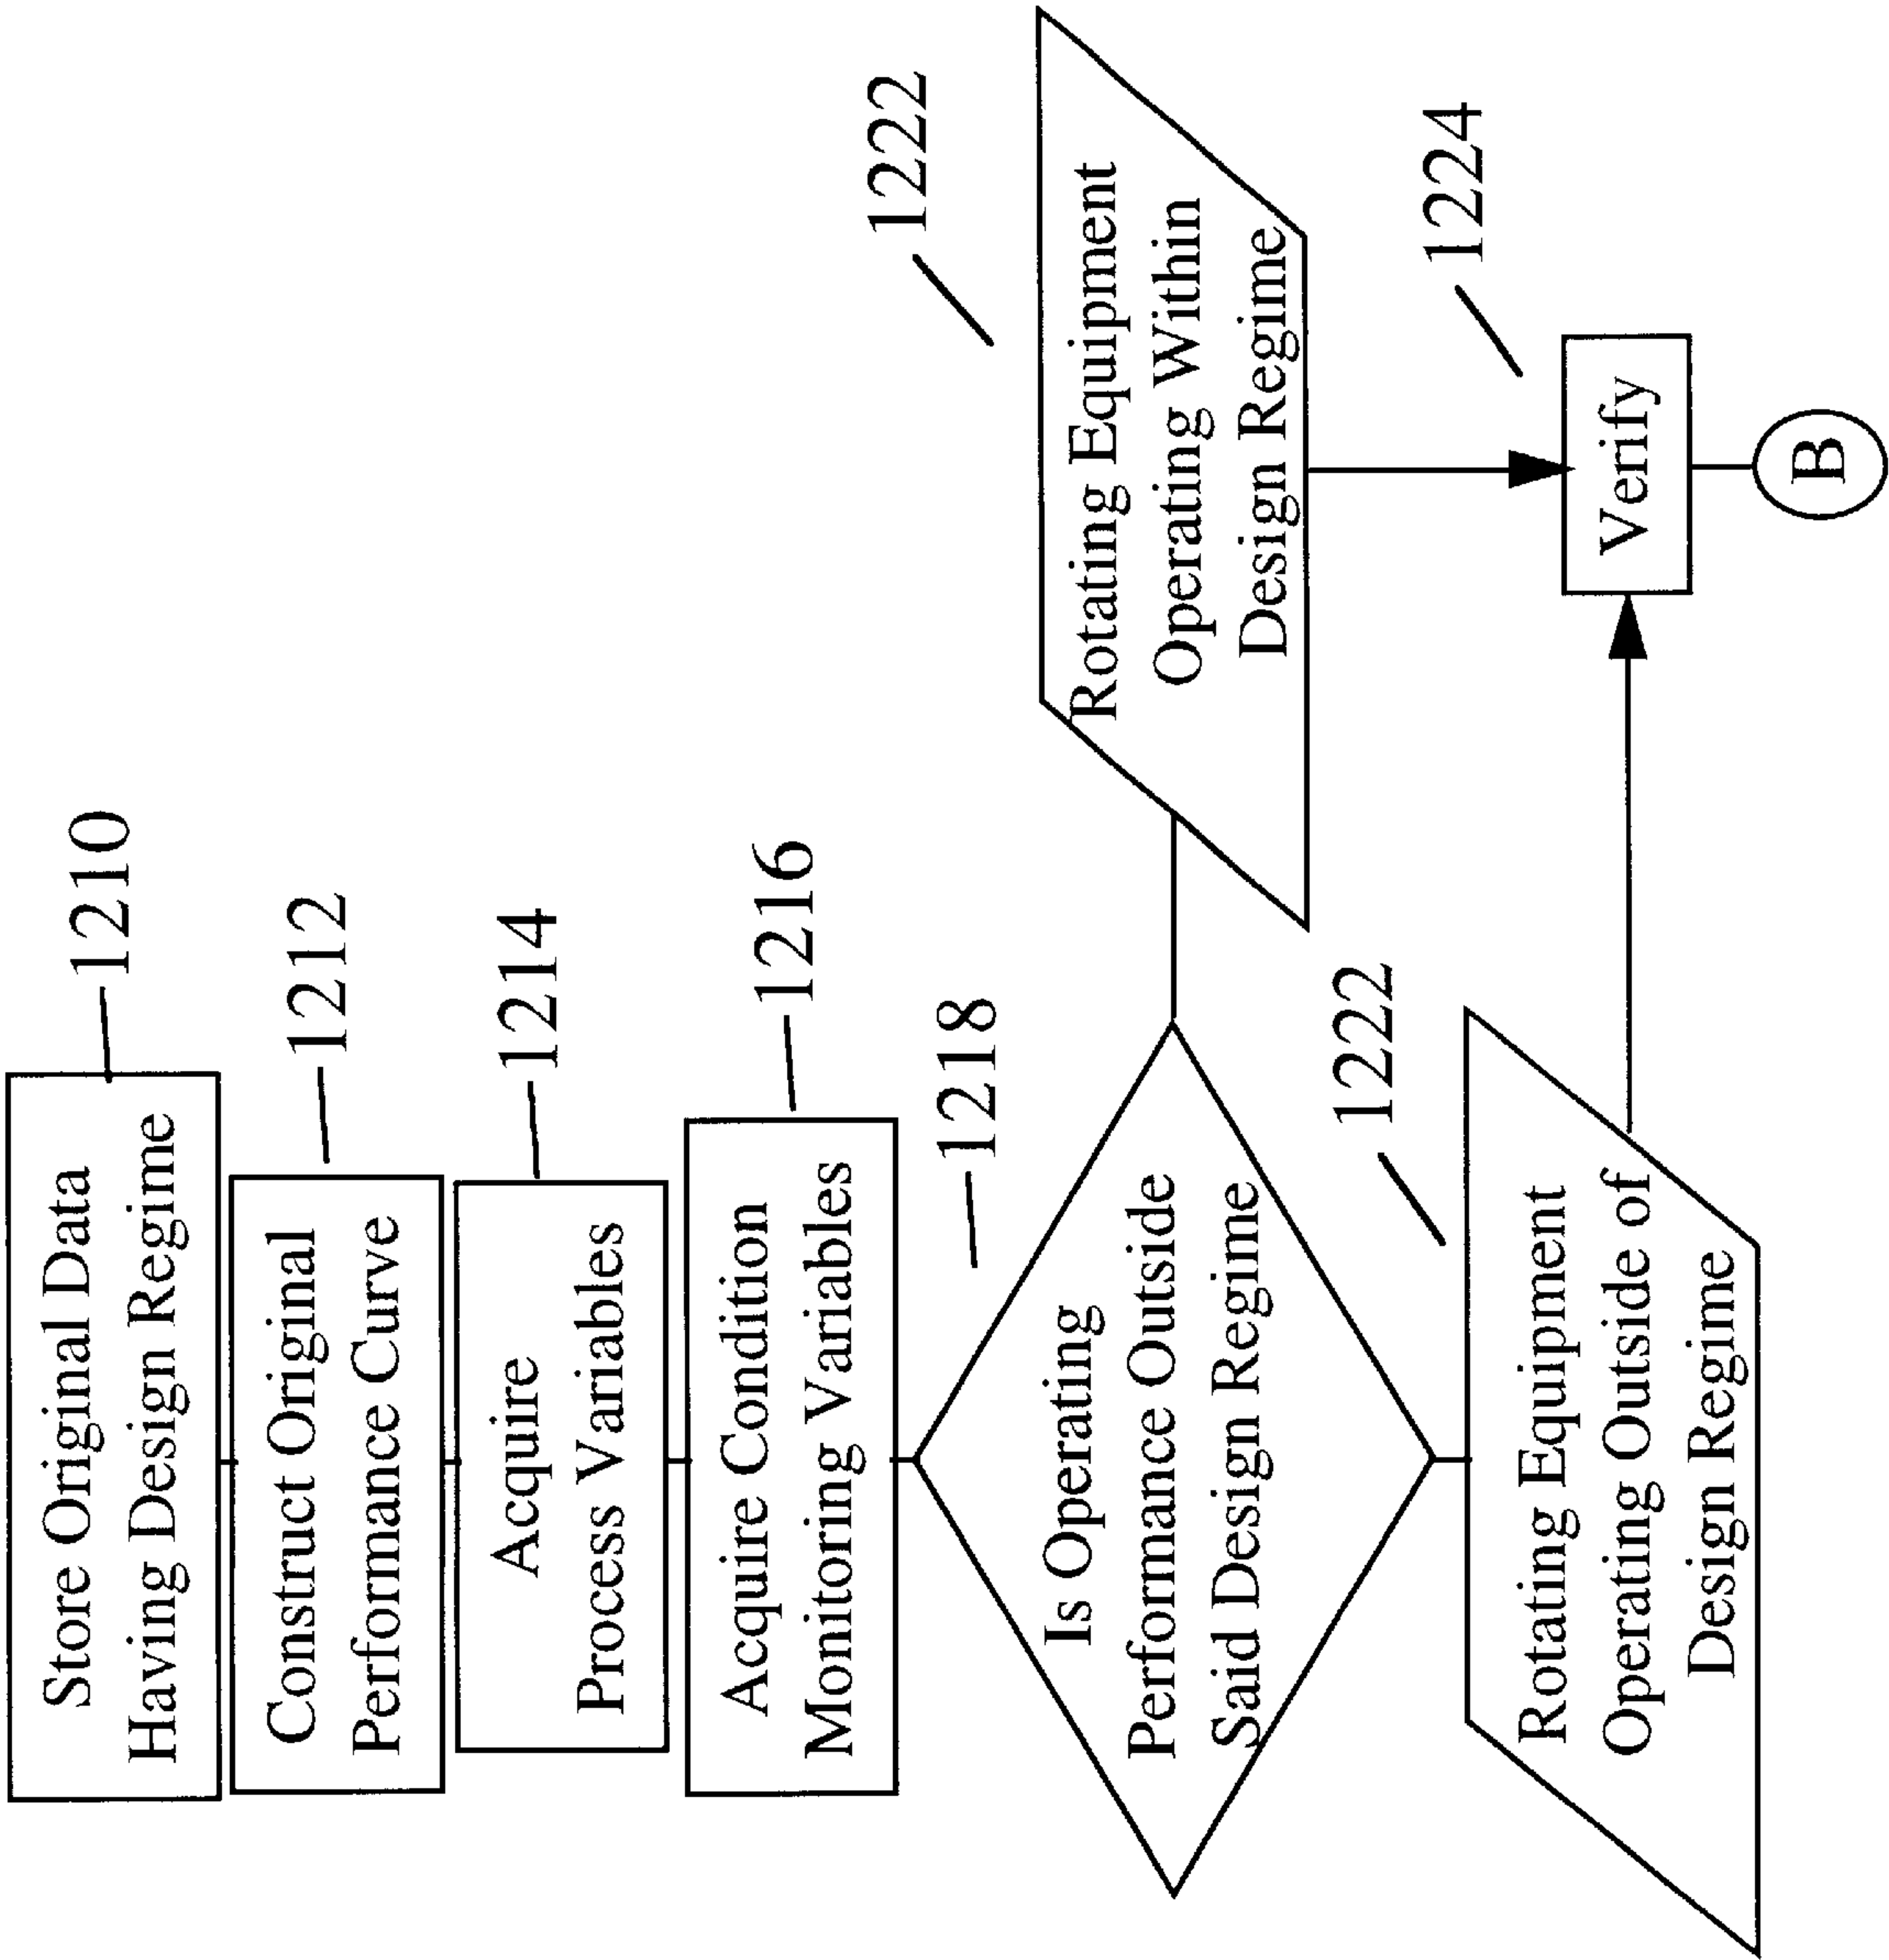 Store Original Data
Having Design Regime
1210
Construct Original
Performance Curve
1212
Acquire
Process Variables
1214
Acquire Condition
Monitoring Variables
1216
Is Operating
Performance Outside
Said Design Regime
1218
Rotating Equipment
Operating Within
Design Regime
1222
Rotating Equipment
Operating Outside of
Design Regime
1222
Verify
1224
B